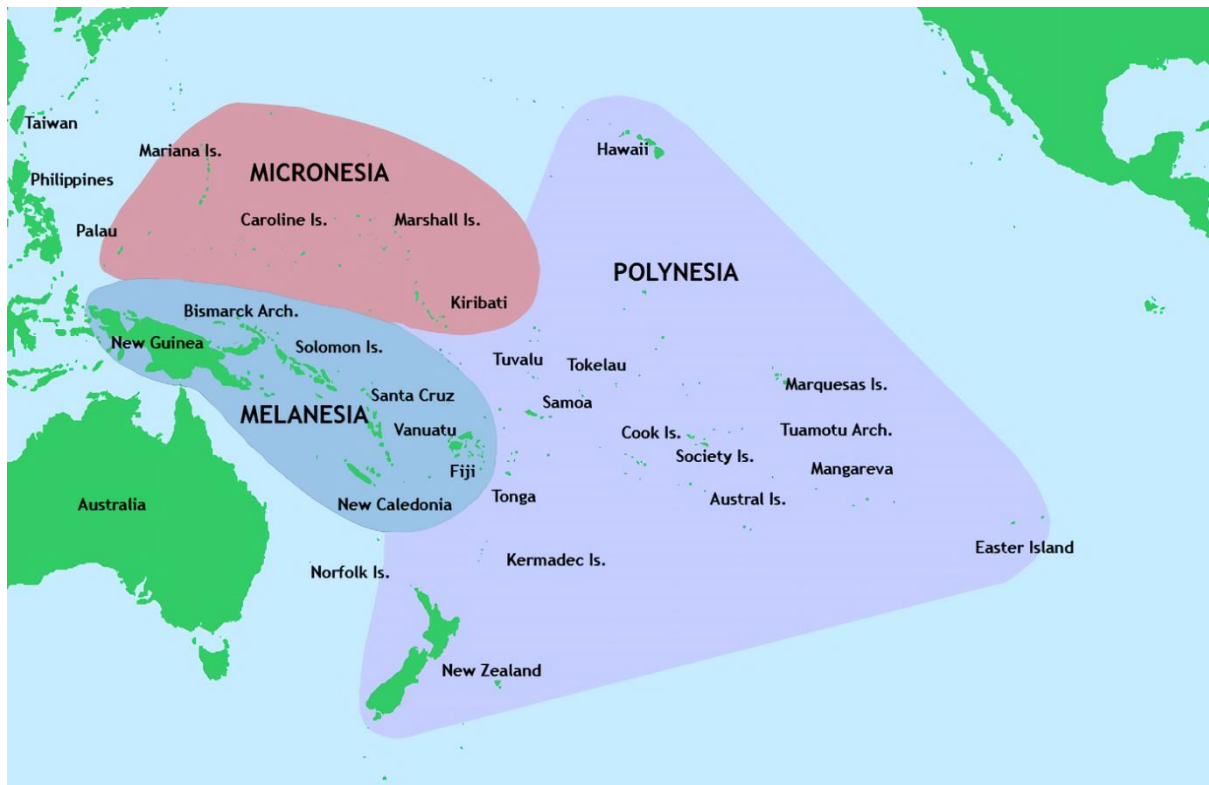 Taiwan
Hawaii
Mariana Is.
MICRONESIA
Philippines
Caroline Is.
Marshall Is.
Palau
POLYNESIA
Kiribati
Bismarck Arch.
New Guinea
Solomon Is.
Tuvalu
Tokelau
Marquesas Is.
Santa Cruz
Samoa
MELANESIA
Vanuatu
Cook Is.
Tuamotu Arch.
Society Is.
Fiji
Mangareva
Tonga
Austral Is.
Australia
New Caledonia
Easter Island
Kermadec Is.
Norfolk Is.
New Zealand